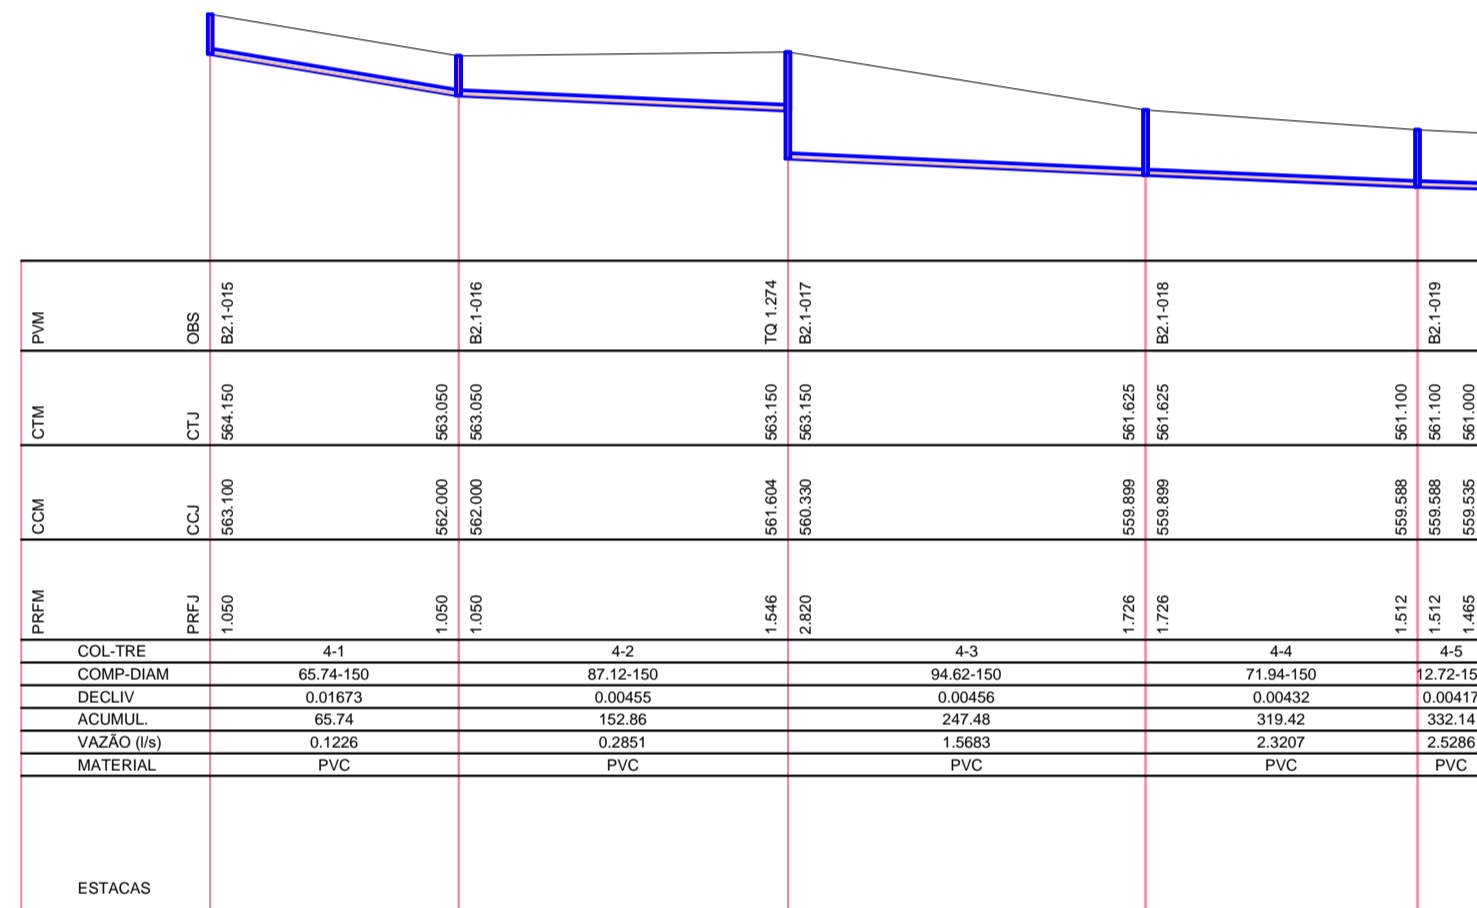 PVM OBS B2.1-015 B2.1-016 TQ 1.274 B2.1-017 B2.1-018 B2.1-019
CTM CTJ 564.150 563.050 563.050 563.150 563.150 561.625 561.625 561.100 561.100 561.000
CCM CCJ 563.100 562.000 562.000 561.604 560.330 559.899 559.899 559.588 559.588 559.535
PRFM PRFJ 1.050 1.050 1.050 1.546 2.820 1.726 1.726 1.512 1.512 1.465
COL-TRE 4-1 4-2 4-3 4-4 4-5
COMP-DIAM 65.74-150 87.12-150 94.62-150 71.94-150 12.72-15
DECLIV 0.01673 0.00455 0.00456 0.00432 0.00417
ACUMUL. 65.74 152.86 247.48 319.42 332.14
VAZÃO (l/s) 0.1226 0.2851 1.5683 2.3207 2.5286
MATERIAL PVC PVC PVC PVC PVC
ESTACAS